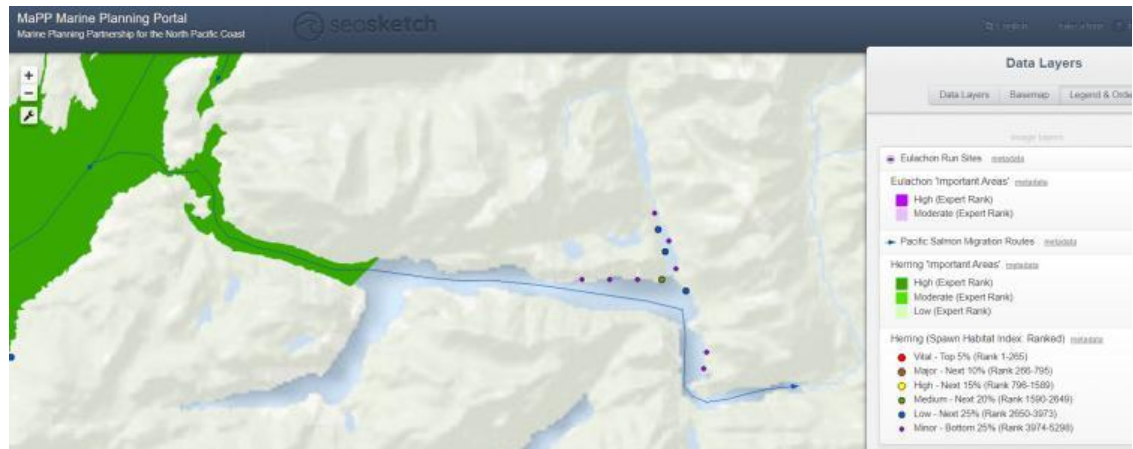 MaPP Marine Planning Portal
Marine Planning Partnership for the North Pacific Coast
seasketch
+
−
Data Layers
Data Layers Basemap Legend &
Eulachon Run Sites metadata
Eulachon 'Important Areas' metadata
High (Expert Rank)
Moderate (Expert Rank)
Pacific Salmon Migration Routes metadata
Herring 'Important Areas' metadata
High (Expert Rank)
Moderate (Expert Rank)
Low (Expert Rank)
Herring (Spawn Habitat Index: Ranked) metadata
Vital - Top 5% (Rank 1-265)
Major - Next 10% (Rank 266-795)
High - Next 15% (Rank 796-1589)
Medium - Next 20% (Rank 1590-2649)
Low - Next 25% (Rank 2650-3973)
Minor - Bottom 25% (Rank 3974-5298)